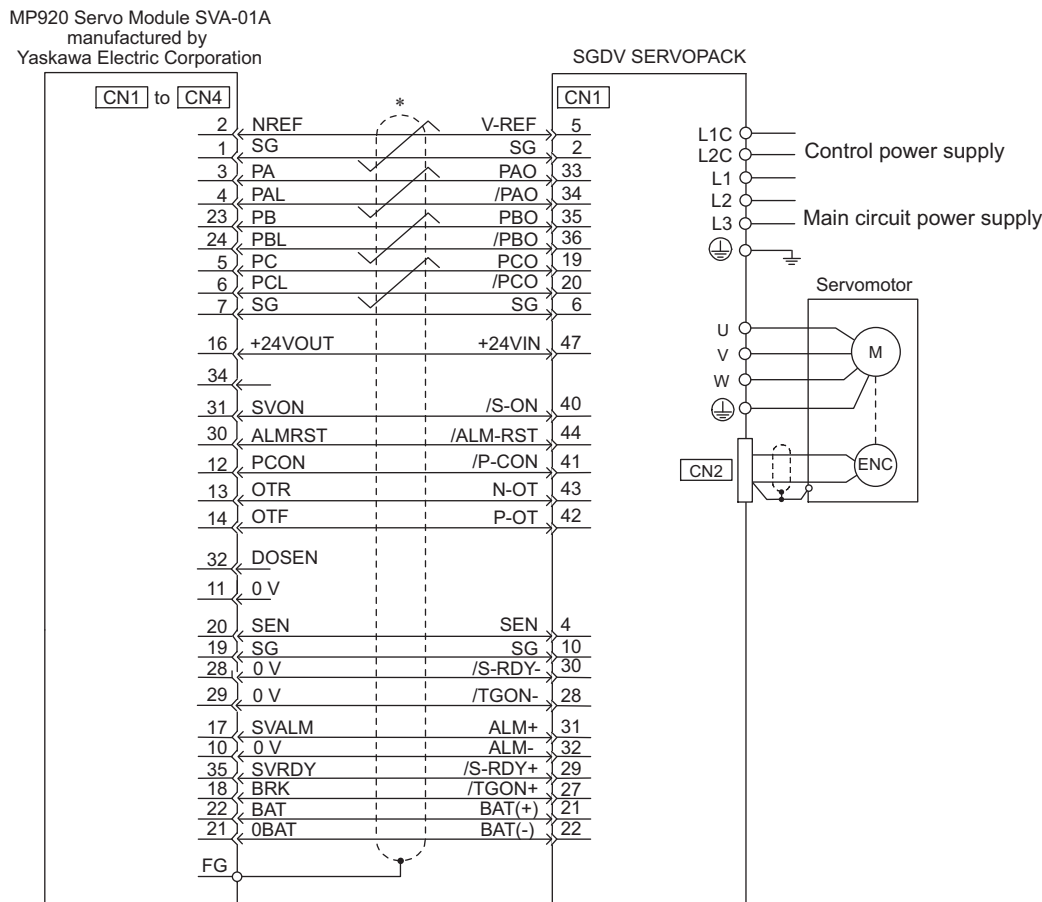 MP920 Servo Module SVA-01A
manufactured by
Yaskawa Electric Corporation
SGDV SERVOPACK
CN1 to CN4
*
CN1
2 NREF V-REF 5
1 SG SG 2
3 PA PAO 33
4 PAL /PAO 34
23 PB PBO 35
24 PBL /PBO 36
5 PC PCO 19
6 PCL /PCO 20
7 SG SG 6
16 +24VOUT +24VIN 47
34
31 SVON /S-ON 40
30 ALMRST /ALM-RST 44
12 PCON /P-CON 41
13 OTR N-OT 43
14 OTF P-OT 42
32 DOSEN
11 0 V
20 SEN SEN 4
19 SG SG 10
28 0 V /S-RDY- 30
29 0 V /TGON- 28
17 SVALM ALM+ 31
10 0 V ALM- 32
35 SVRDY /S-RDY+ 29
18 BRK /TGON+ 27
22 BAT BAT(+) 21
21 0BAT BAT(-) 22
FG
L1C
L2C
Control power supply
L1
L2
L3
Main circuit power supply
Servomotor
U
V
W
M
CN2
ENC